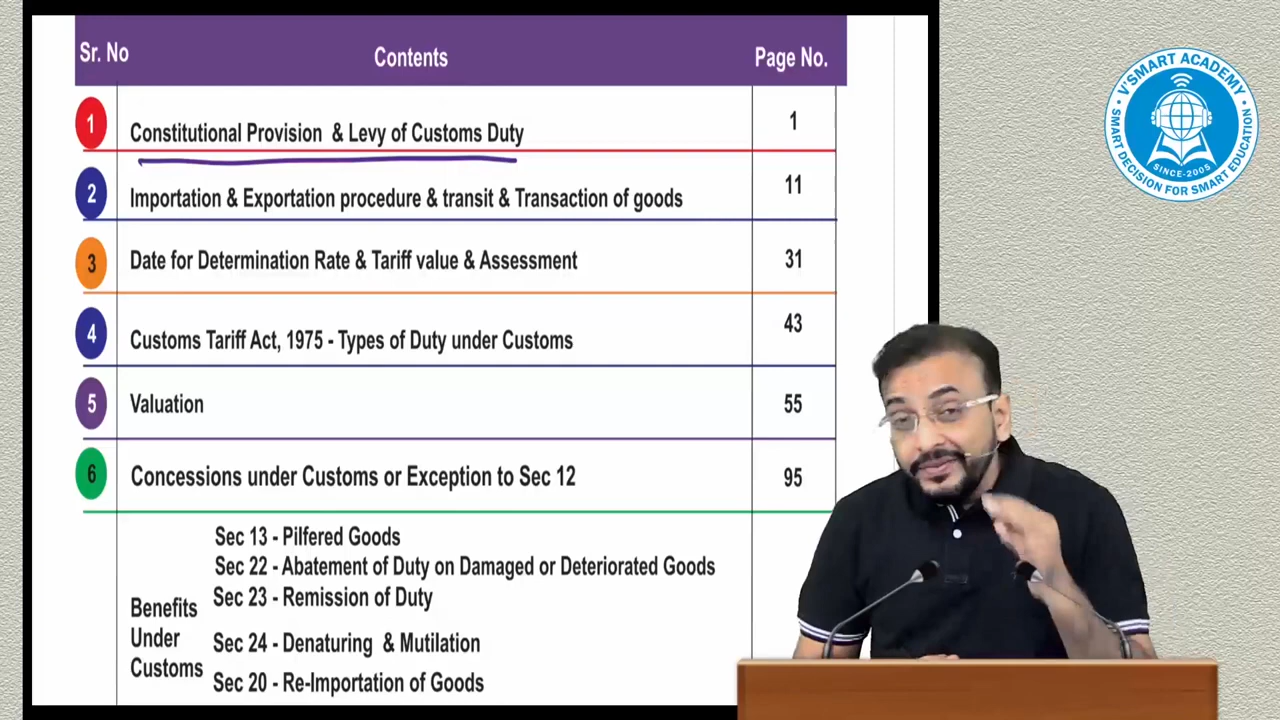 Sr. No Contents Page No.
1 Constitutional Provision & Levy of Customs Duty 1
2 Importation & Exportation procedure & transit & Transaction of goods 11
3 Date for Determination Rate & Tariff value & Assessment 31
4 Customs Tariff Act, 1975 - Types of Duty under Customs 43
5 Valuation 55
6 Concessions under Customs or Exception to Sec 12 95
Benefits Under Customs
Sec 13 - Pilfered Goods
Sec 22 - Abatement of Duty on Damaged or Deteriorated Goods
Sec 23 - Remission of Duty
Sec 24 - Denaturing & Mutilation
Sec 20 - Re-Importation of Goods
V'SMART ACADEMY
SINCE-2005
SMART DECISION FOR SMART EDUCATION